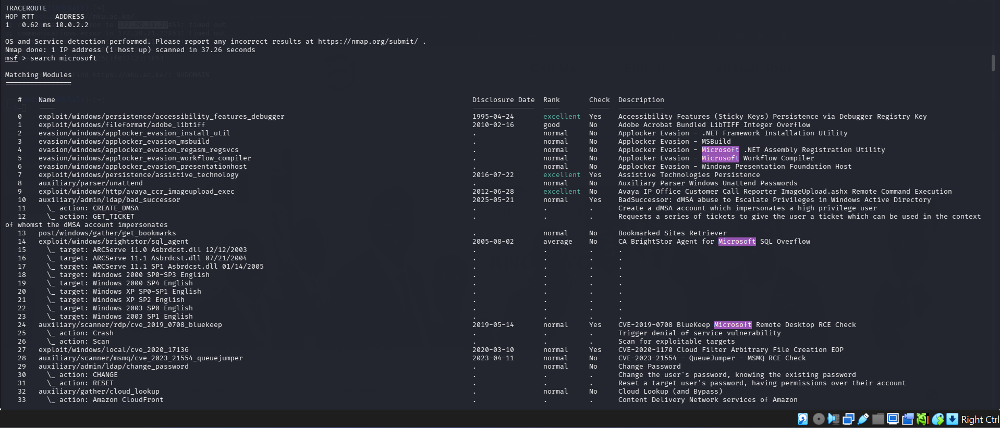 TRACEROUTE
HOP RTT     ADDRESS
1   0.62 ms 10.0.2.2
OS and Service detection performed. Please report any incorrect results at https://nmap.org/submit/ .
Nmap done: 1 IP address (1 host up) scanned in 37.26 seconds
msf > search microsoft
Matching Modules
================
#   Name   Disclosure Date   Rank   Check   Description
-   ----   ---------------   ----   -----   -----------
0   exploit/windows/persistence/accessibility_features_debugger   1995-04-24   excellent   Yes   Accessibility Features (Sticky Keys) Persistence via Debugger Registry Key
1   exploit/windows/fileformat/adobe_libtiff   2010-02-16   good   No   Adobe Acrobat Bundled LibTIFF Integer Overflow
2   evasion/windows/applocker_evasion_install_util   .   normal   No   Applocker Evasion - .NET Framework Installation Utility
3   evasion/windows/applocker_evasion_msbuild   .   normal   No   Applocker Evasion - MSBuild
4   evasion/windows/applocker_evasion_regasm_regsvcs   .   normal   No   Applocker Evasion - Microsoft .NET Assembly Registration Utility
5   evasion/windows/applocker_evasion_workflow_compiler   .   normal   No   Applocker Evasion - Microsoft Workflow Compiler
6   evasion/windows/applocker_evasion_presentationhost   .   normal   No   Applocker Evasion - Windows Presentation Foundation Host
7   exploit/windows/persistence/assistive_technology   2016-07-22   excellent   Yes   Assistive Technologies Persistence
8   auxiliary/parser/unattend   .   normal   No   Auxiliary Parser Windows Unattend Passwords
9   exploit/windows/http/avaya_ccr_imageupload_exec   2012-06-28   excellent   No   Avaya IP Office Customer Call Reporter ImageUpload.ashx Remote Command Execution
10   auxiliary/admin/ldap/bad_successor   2025-05-21   normal   Yes   BadSuccessor: dMSA abuse to Escalate Privileges in Windows Active Directory
11   \_ action: CREATE_DMSA   .   .   .   Create a dMSA account which impersonates a high privilege user
12   \_ action: GET_TICKET   .   .   .   Requests a series of tickets to give the user a ticket which can be used in the context
of whomst the dMSA account impersonates
13   post/windows/gather/get_bookmarks   .   normal   No   Bookmarked Sites Retriever
14   exploit/windows/brightstor/sql_agent   2005-08-02   average   No   CA BrightStor Agent for Microsoft SQL Overflow
15   \_ target: ARCServe 11.0 Asbrdcst.dll 12/12/2003   .   .   .   .
16   \_ target: ARCServe 11.1 Asbrdcst.dll 07/21/2004   .   .   .   .
17   \_ target: ARCServe 11.1 SP1 Asbrdcst.dll 01/14/2005   .   .   .   .
18   \_ target: Windows 2000 SP0-SP3 English   .   .   .   .
19   \_ target: Windows 2000 SP4 English   .   .   .   .
20   \_ target: Windows XP SP0-SP1 English   .   .   .   .
21   \_ target: Windows XP SP2 English   .   .   .   .
22   \_ target: Windows 2003 SP0 English   .   .   .   .
23   \_ target: Windows 2003 SP1 English   .   .   .   .
24   auxiliary/scanner/rdp/cve_2019_0708_bluekeep   2019-05-14   normal   Yes   CVE-2019-0708 BlueKeep Microsoft Remote Desktop RCE Check
25   \_ action: Crash   .   .   .   Trigger denial of service vulnerability
26   \_ action: Scan   .   .   .   Scan for exploitable targets
27   exploit/windows/local/cve_2020_17136   2020-03-10   normal   Yes   CVE-2020-1170 Cloud Filter Arbitrary File Creation EOP
28   auxiliary/scanner/msmq/cve_2023_21554_queuejumper   2023-04-11   normal   No   CVE-2023-21554 - QueueJumper - MSMQ RCE Check
29   auxiliary/admin/ldap/change_password   .   normal   No   Change Password
30   \_ action: CHANGE   .   .   .   Change the user's password, knowing the existing password
31   \_ action: RESET   .   .   .   Reset a target user's password, having permissions over their account
32   auxiliary/gather/cloud_lookup   .   normal   No   Cloud Lookup (and Bypass)
33   \_ action: Amazon CloudFront   .   .   .   Content Delivery Network services of Amazon
Right Ctrl